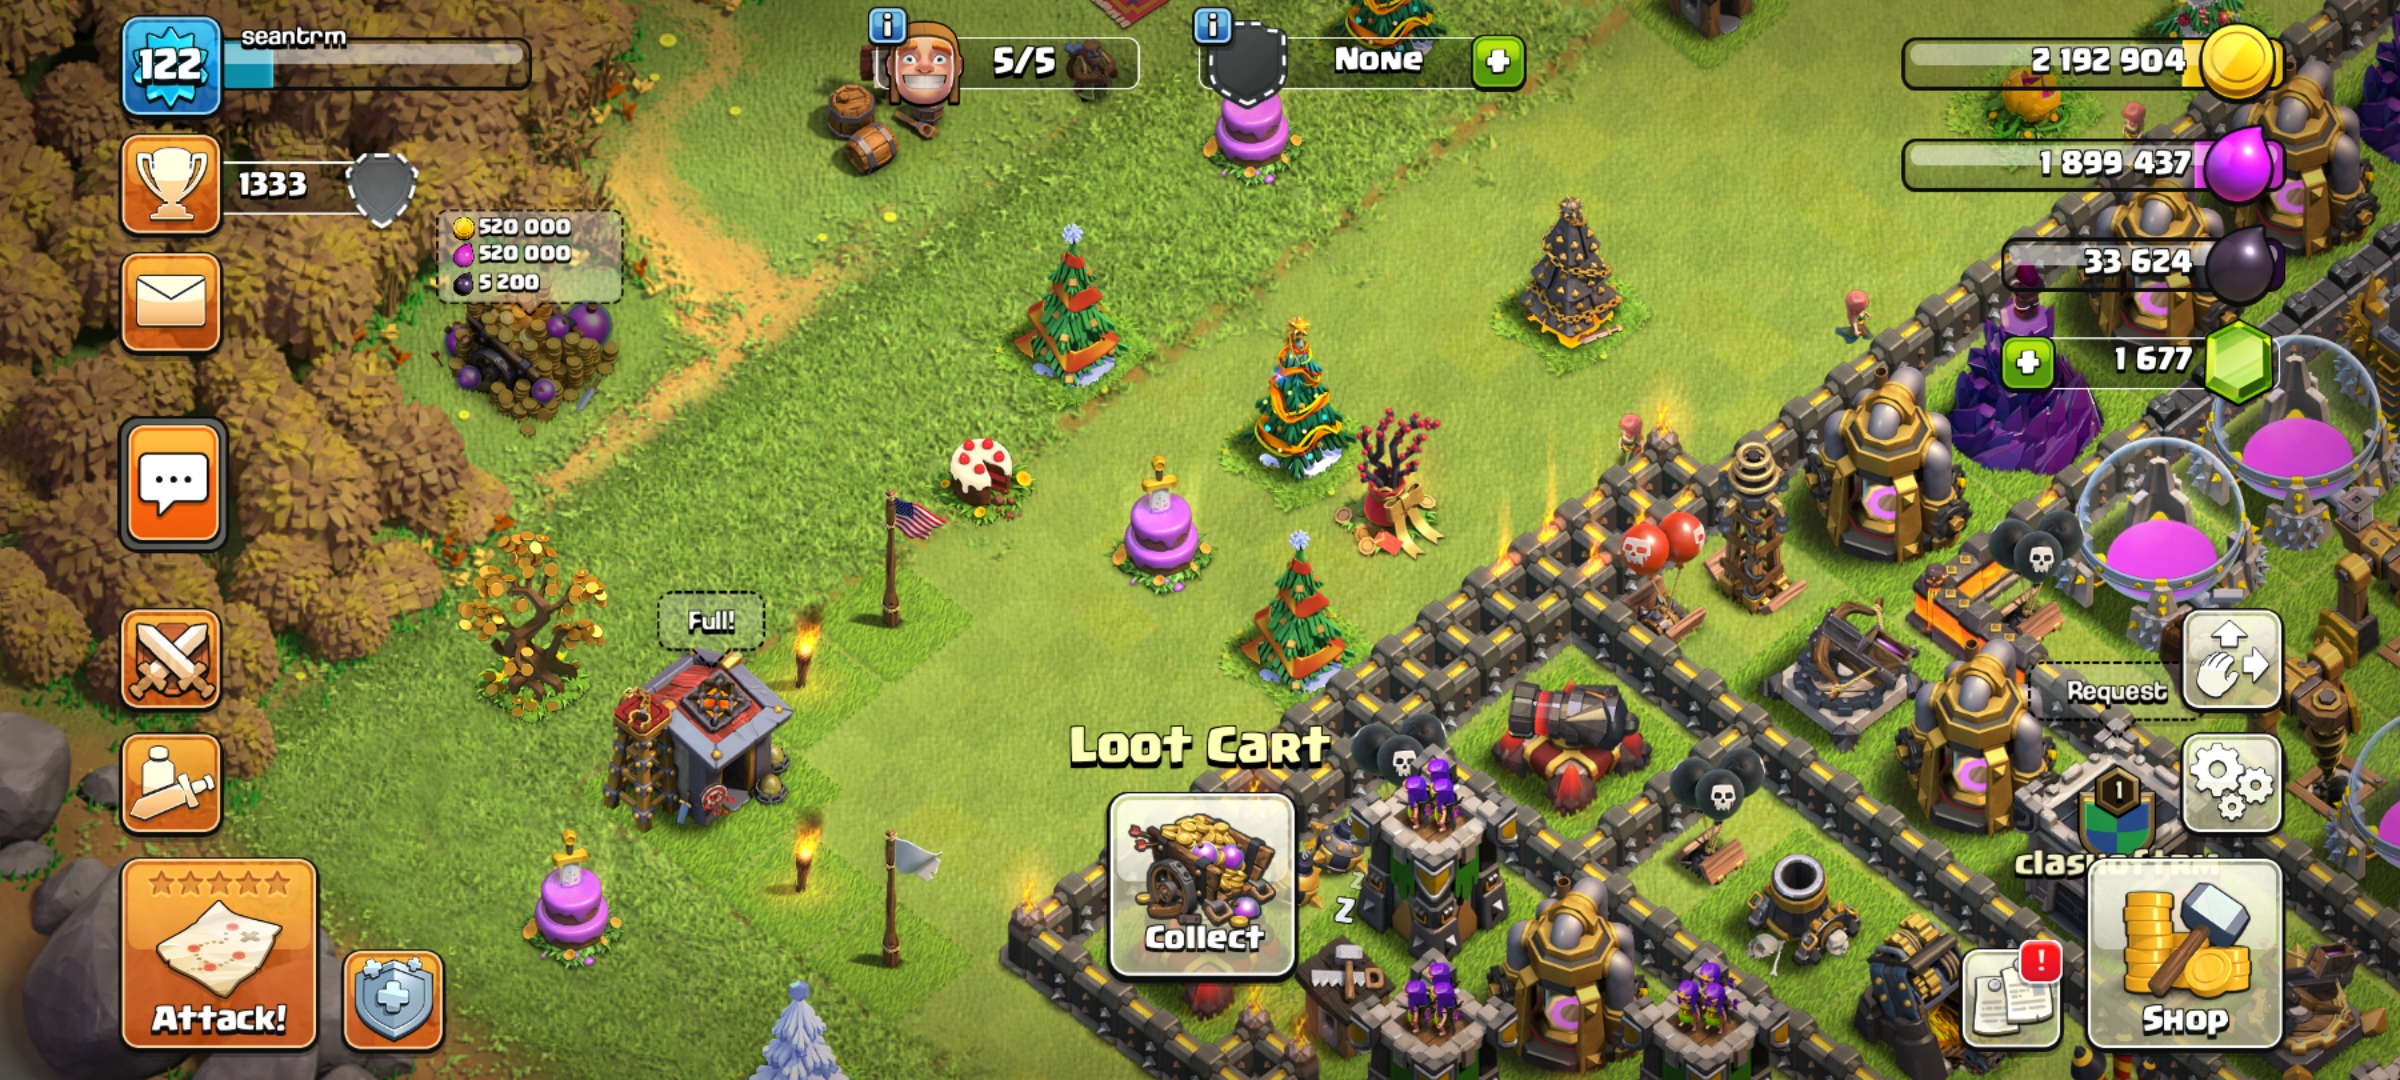 122
seantrm
5/5
None
2 192 904
1333
1 899 437
520 000
520 000
5 200
33 624
1 677
Full!
Request
Loot Cart
Collect
1
clashoftrm
Z
Z
!
Attack!
Shop